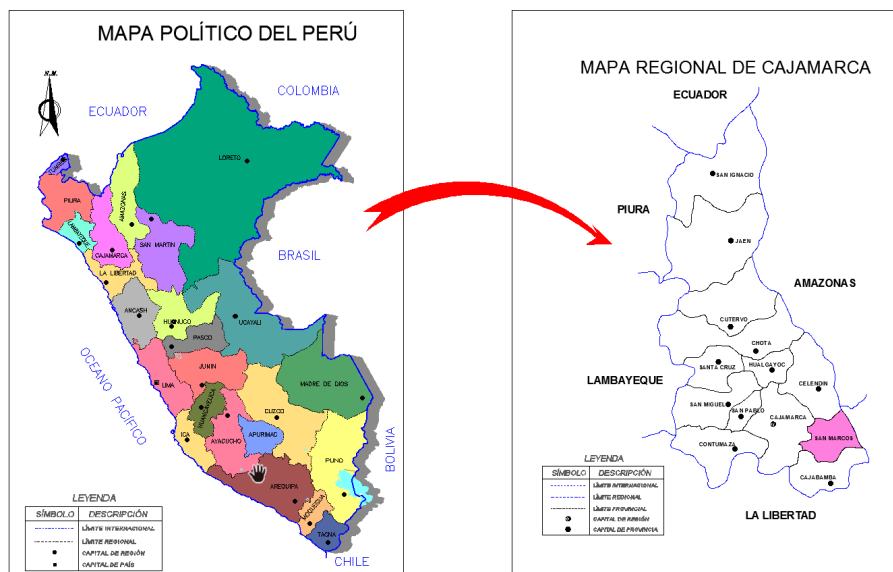 MAPA POLÍTICO DEL PERÚ
N.M.
COLOMBIA
ECUADOR
LORETO
PIURA
AMAZONAS
LAMBAYEQUE
CAJAMARCA
SAN MARTIN
LA LIBERTAD
BRASIL
ANCASH
HUANUCO
UCAYALI
PASCO
OCEANO PACÍFICO
JUNIN
LIMA
MADRE DE DIOS
HUANCAVELICA
CUZCO
ICA
AYACUCHO
APURIMAC
PUNO
BOLIVIA
AREQUIPA
MOQUEGUA
TACNA
CHILE
LEYENDA
SÍMBOLO DESCRIPCIÓN
LÍMITE INTERNACIONAL
LÍMITE REGIONAL
CAPITAL DE REGIÓN
CAPITAL DE PAÍS
MAPA REGIONAL DE CAJAMARCA
ECUADOR
SAN IGNACIO
PIURA
JAEN
AMAZONAS
CUTERVO
CHOTA
SANTA CRUZ
HUALGAYOC
LAMBAYEQUE
CELENDIN
SAN MIGUEL
SAN PABLO
CAJAMARCA
SAN MARCOS
CONTUMAZA
CAJABAMBA
LEYENDA
SÍMBOLO DESCRIPCIÓN
LÍMITE INTERNACIONAL
LÍMITE REGIONAL
LÍMITE PROVINCIAL
CAPITAL DE REGIÓN
CAPITAL DE PROVINCIA
LA LIBERTAD